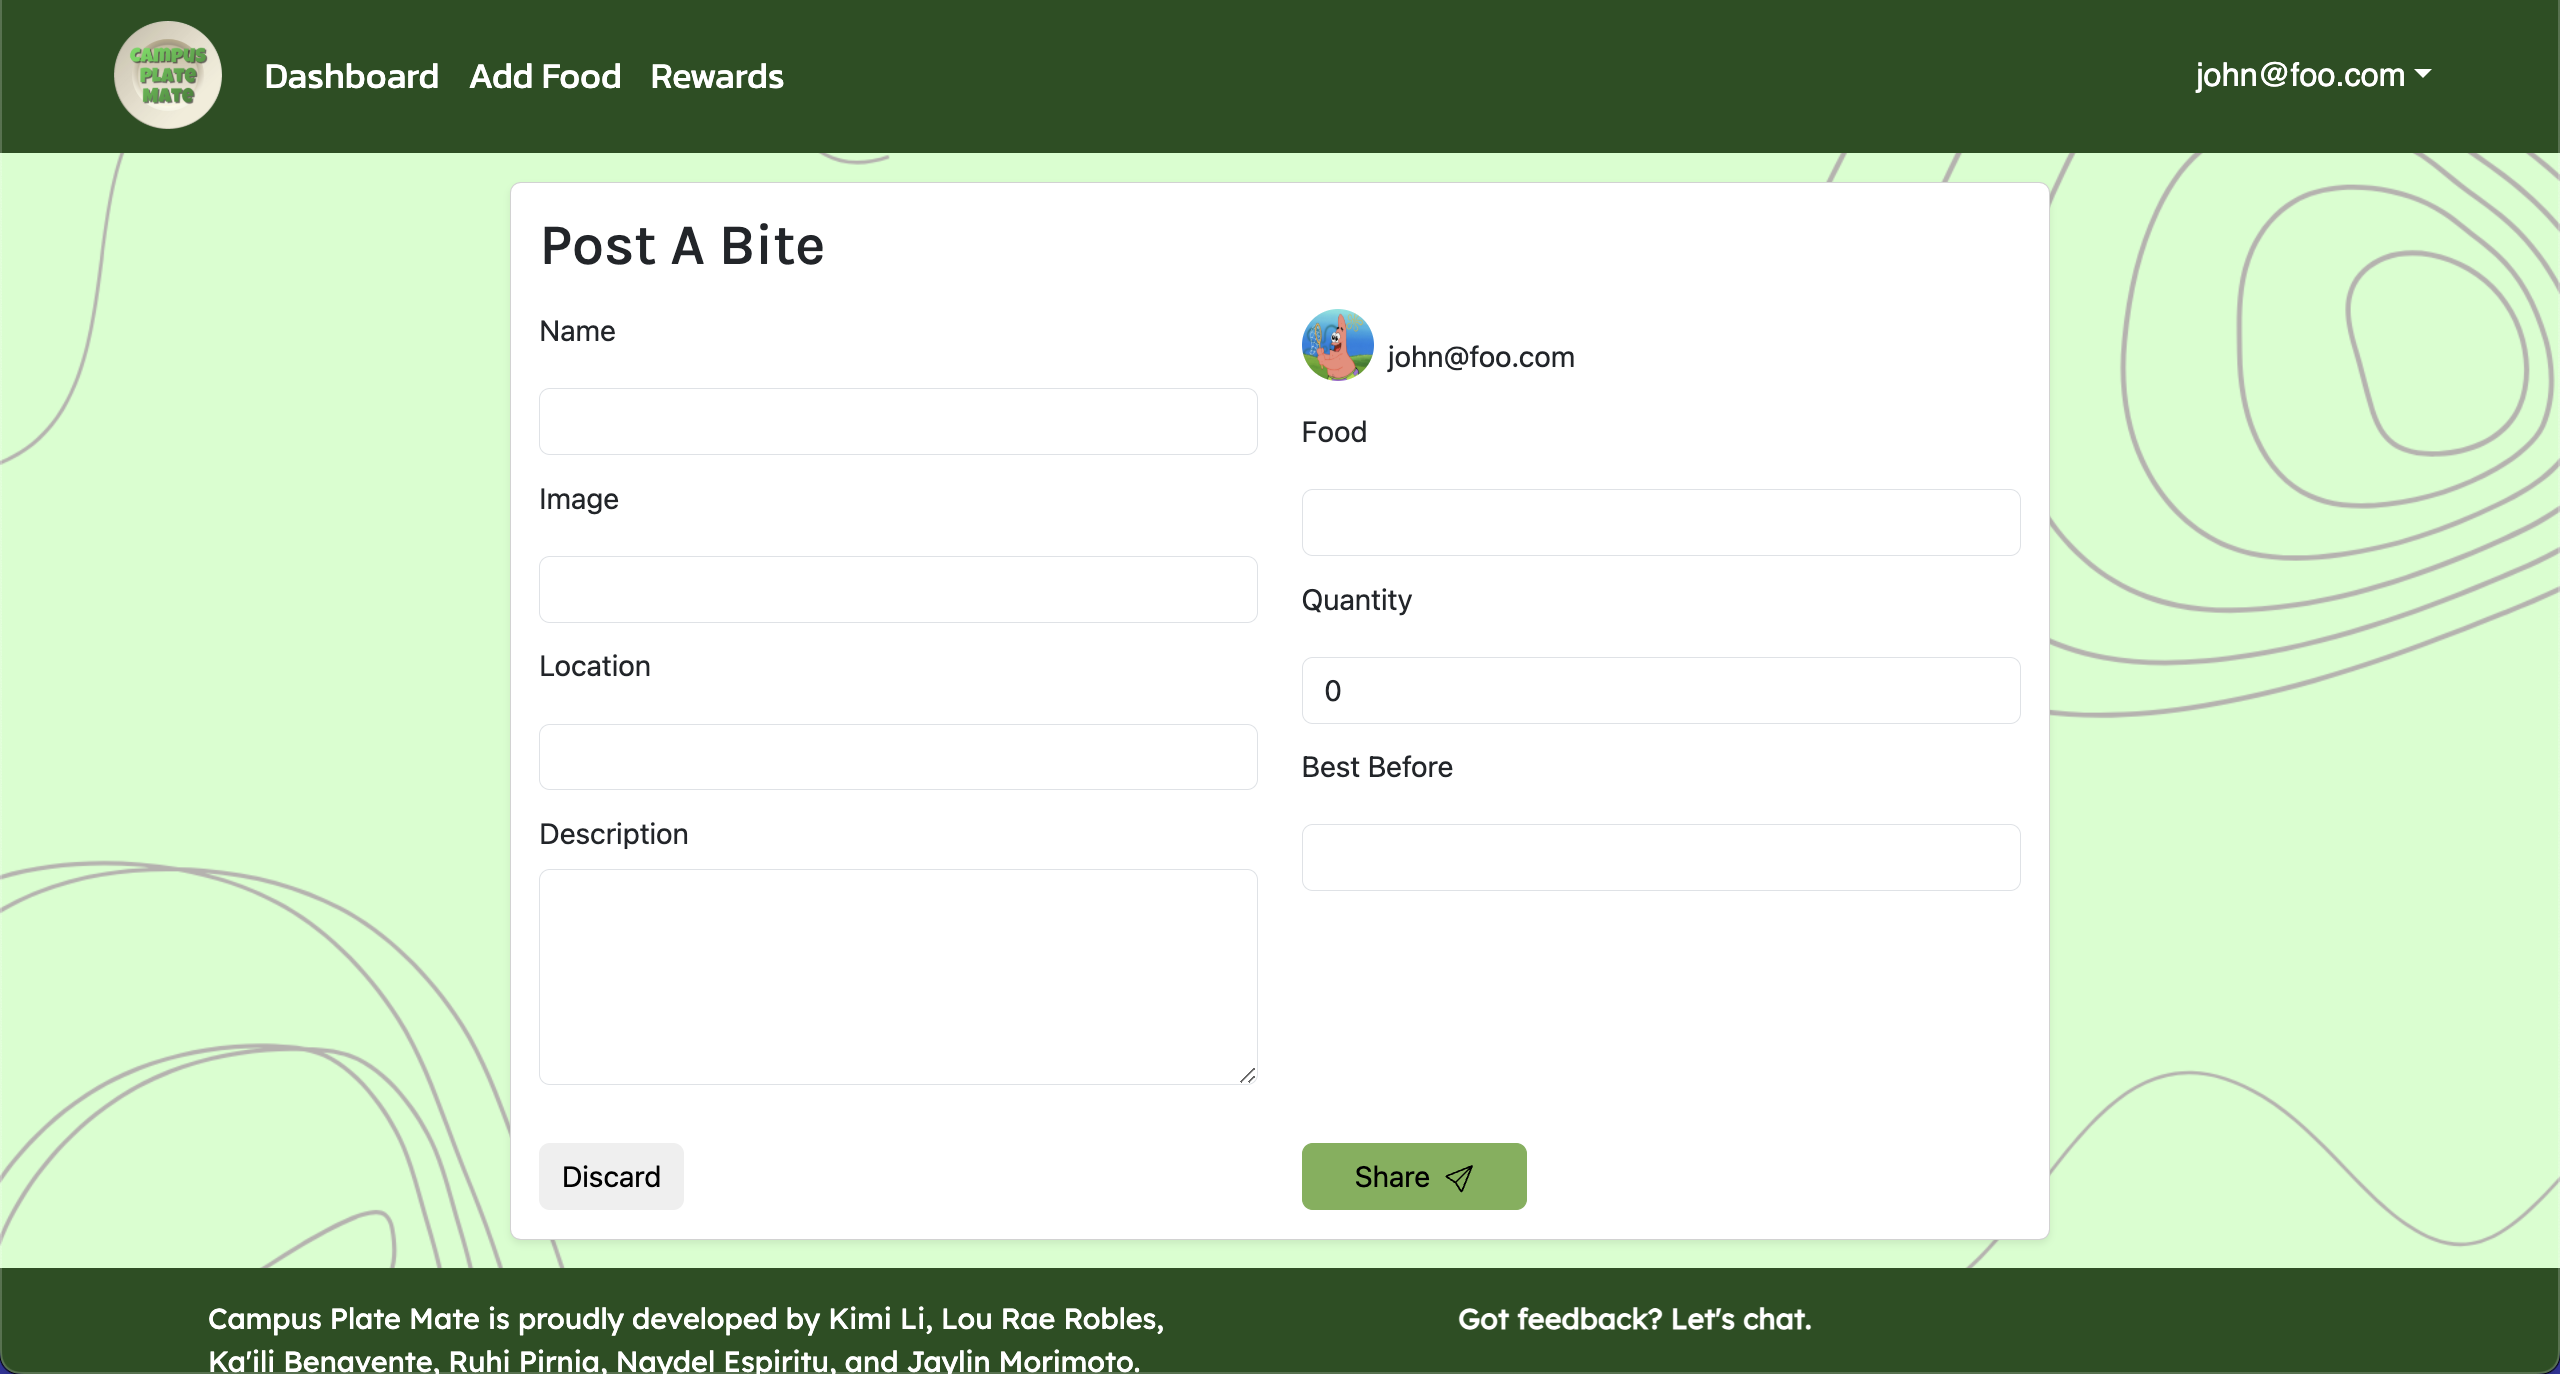 CAMPUS
PLATE
MATE
Dashboard Add Food Rewards
john@foo.com
Post A Bite
Name
Image
Location
Description
Discard
john@foo.com
Food
Quantity
0
Best Before
Share
Campus Plate Mate is proudly developed by Kimi Li, Lou Rae Robles,
Ka'ili Benavente, Ruhi Pirnia, Naydel Espiritu, and Jaylin Morimoto.
Got feedback? Let's chat.